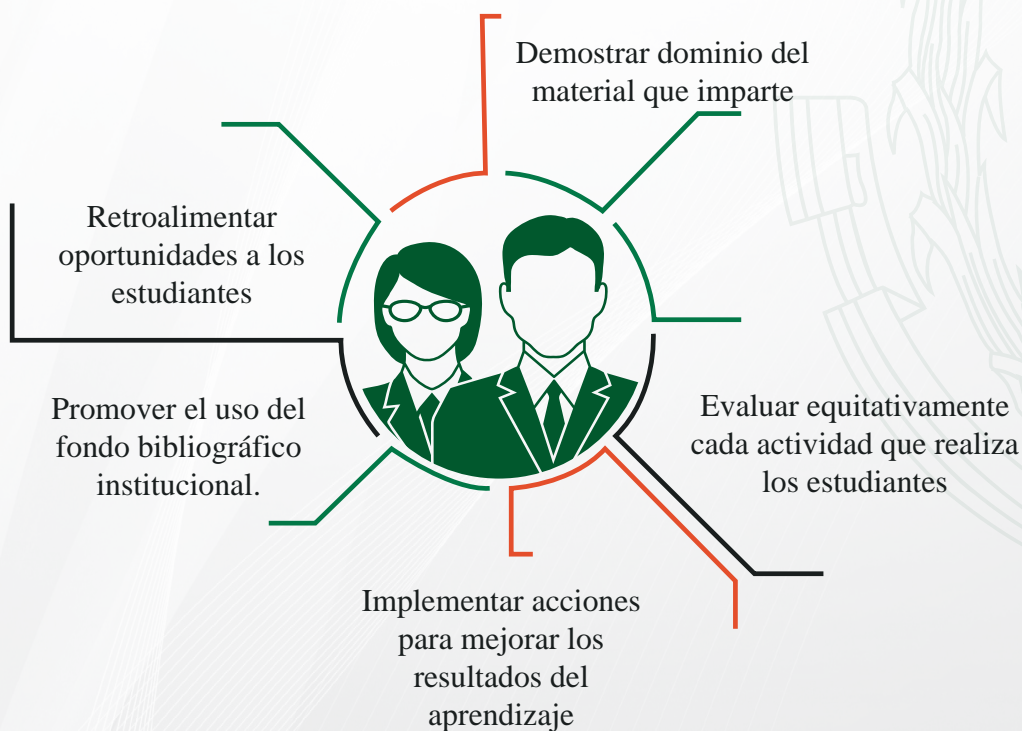 Demostrar dominio del
material que imparte
Retroalimentar
oportunidades a los
estudiantes
Promover el uso del
fondo bibliográfico
institucional.
Evaluar equitativamente
cada actividad que realiza
los estudiantes
Implementar acciones
para mejorar los
resultados del
aprendizaje